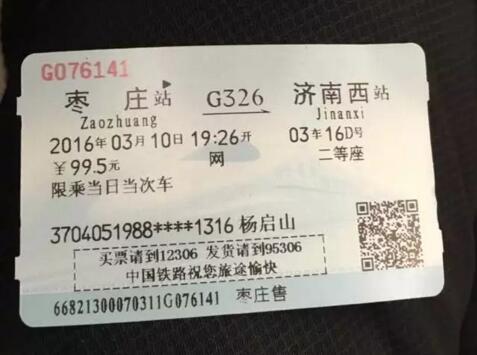 G076141
枣庄站 G326 济南西站
Zaozhuang Jinanxi
2016年03月10日 19:26开 03车16D号
￥99.5元 网 二等座
限乘当日当次车
3704051988****1316 杨启山
买票请到12306 发货请到95306
中国铁路祝您旅途愉快
66821300070311G076141 枣庄售